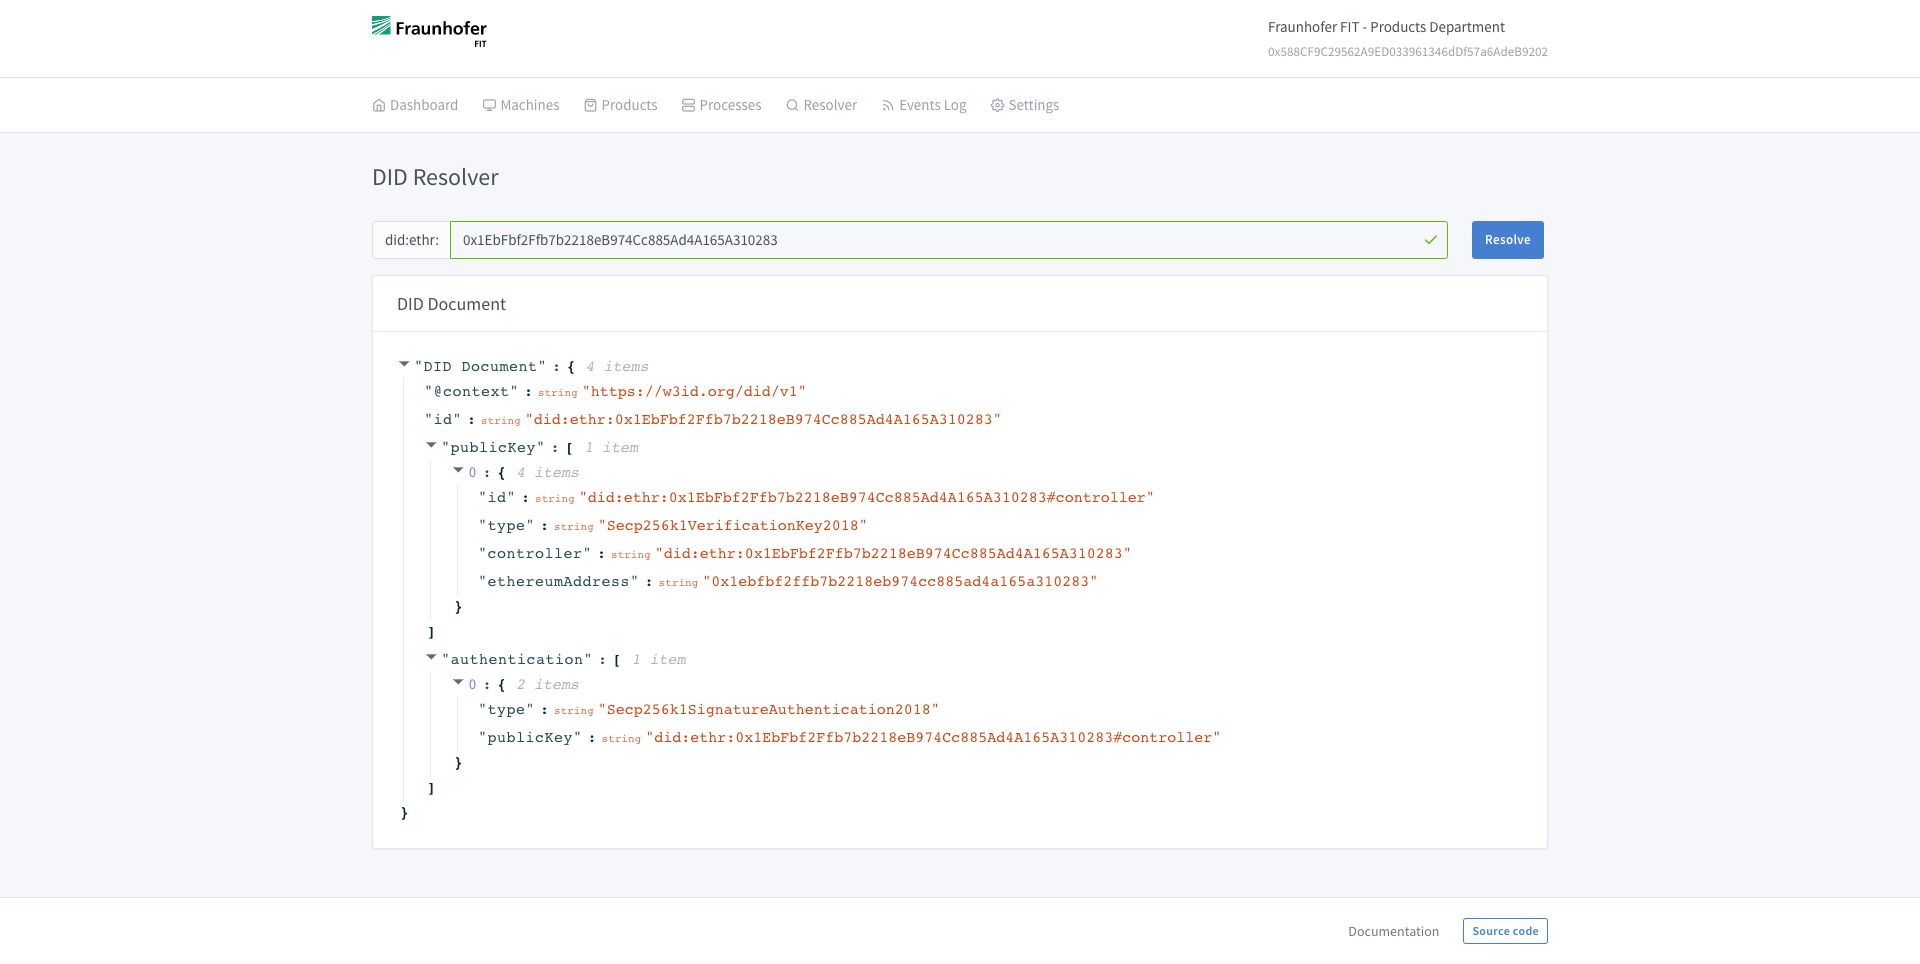 Fraunhofer
FIT
Fraunhofer FIT - Products Department
0x588CF9C29562A9ED033961346dDf57a6AdeB9202
Dashboard Machines Products Processes Resolver Events Log Settings
DID Resolver
did:ethr: 0x1EbFbf2Ffb7b2218eB974Cc885Ad4A165A310283 Resolve
DID Document
"DID Document" : { 4 items
"@context" : string "https://w3id.org/did/v1"
"id" : string "did:ethr:0x1EbFbf2Ffb7b2218eB974Cc885Ad4A165A310283"
"publicKey" : [ 1 item
0 : { 4 items
"id" : string "did:ethr:0x1EbFbf2Ffb7b2218eB974Cc885Ad4A165A310283#controller"
"type" : string "Secp256k1VerificationKey2018"
"controller" : string "did:ethr:0x1EbFbf2Ffb7b2218eB974Cc885Ad4A165A310283"
"ethereumAddress" : string "0x1ebfbf2ffb7b2218eb974cc885ad4a165a310283"
}
]
"authentication" : [ 1 item
0 : { 2 items
"type" : string "Secp256k1SignatureAuthentication2018"
"publicKey" : string "did:ethr:0x1EbFbf2Ffb7b2218eB974Cc885Ad4A165A310283#controller"
}
]
}
Documentation Source code